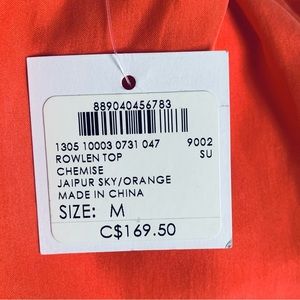 889040456783
1305 10003 0731 047 9002
ROWLEN TOP SU
CHEMISE
JAIPUR SKY/ORANGE
MADE IN CHINA
SIZE: M
C$169.50